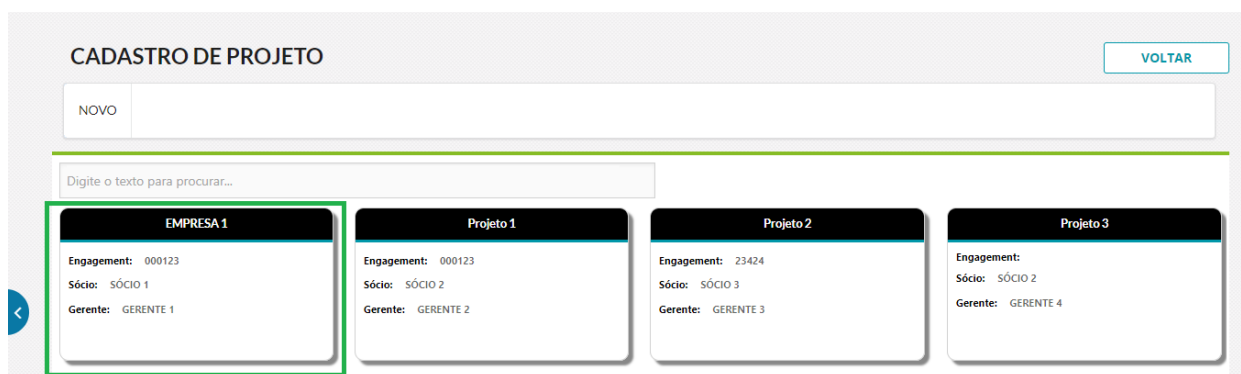 CADASTRO DE PROJETO
VOLTAR
NOVO
Digite o texto para procurar...
EMPRESA 1
Engagement: 000123
Sócio: SÓCIO 1
Gerente: GERENTE 1
Projeto 1
Engagement: 000123
Sócio: SÓCIO 2
Gerente: GERENTE 2
Projeto 2
Engagement: 23424
Sócio: SÓCIO 3
Gerente: GERENTE 3
Projeto 3
Engagement:
Sócio: SÓCIO 2
Gerente: GERENTE 4